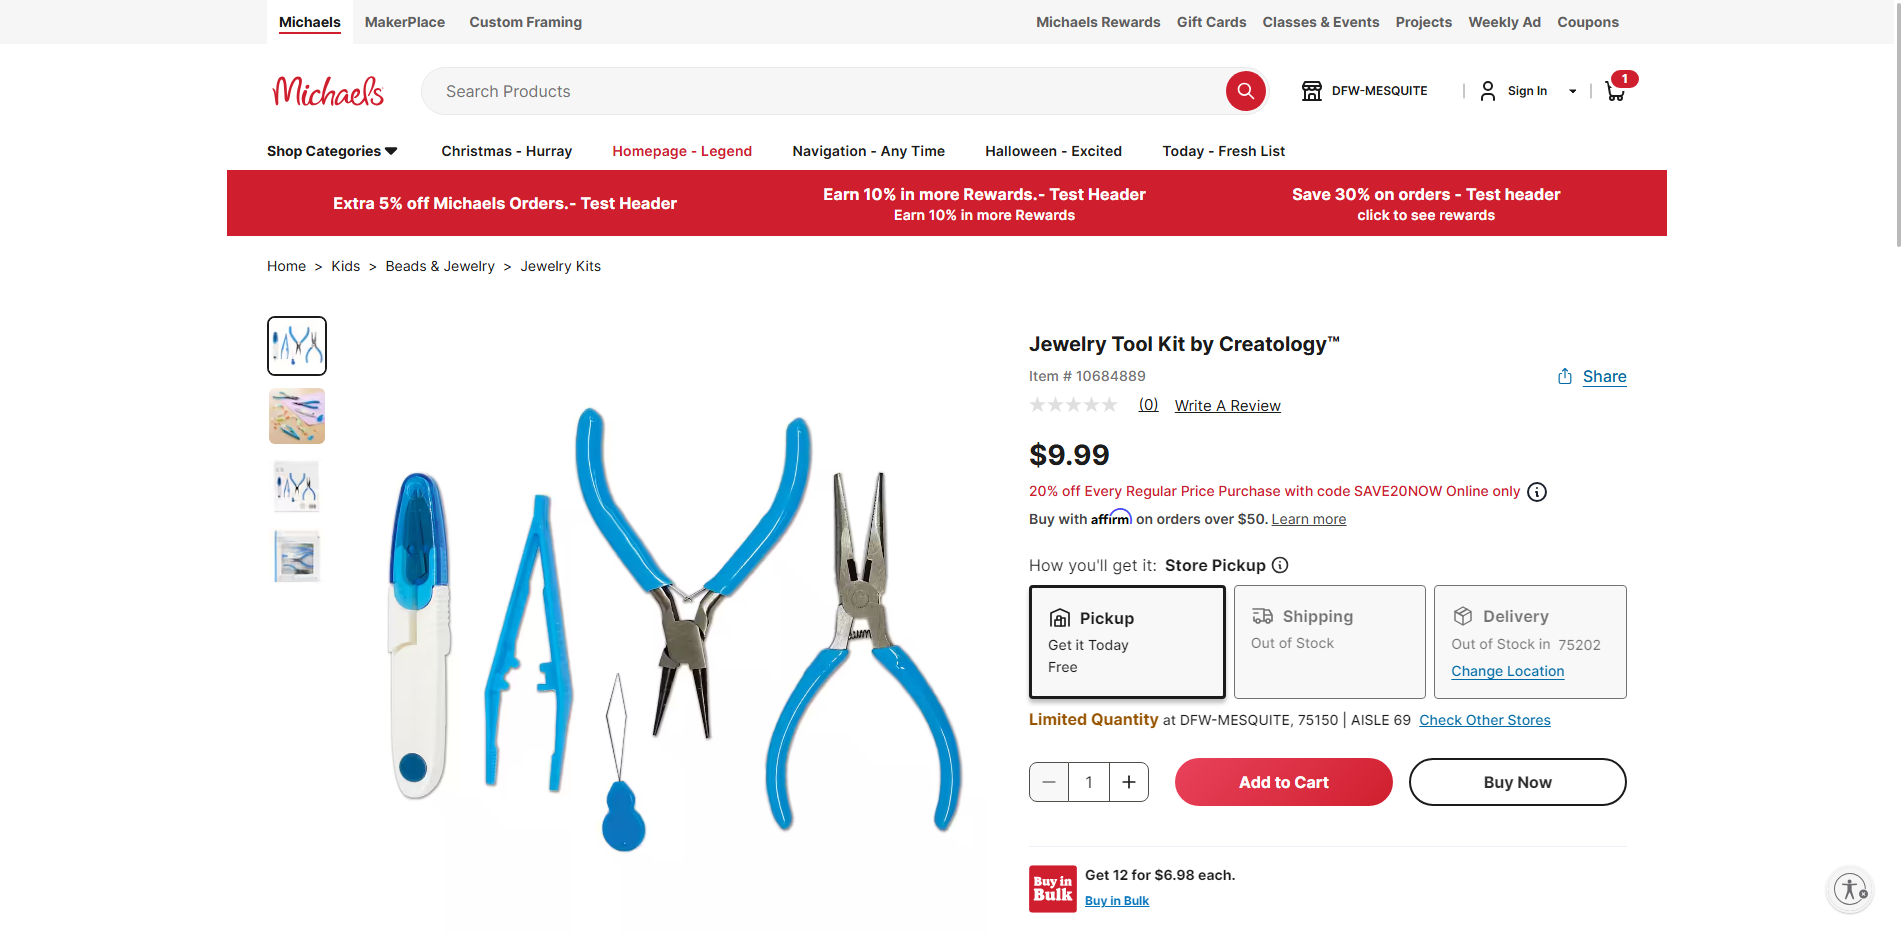 Michaels MakerPlace Custom Framing Michaels Rewards Gift Cards Classes & Events Projects Weekly Ad Coupons
Michaels Search Products DFW-MESQUITE | Sign In | 1
Shop Categories Christmas - Hurray Homepage - Legend Navigation - Any Time Halloween - Excited Today - Fresh List
Extra 5% off Michaels Orders.- Test Header
Earn 10% in more Rewards.- Test Header
Earn 10% in more Rewards
Save 30% on orders - Test header
click to see rewards
Home > Kids > Beads & Jewelry > Jewelry Kits
Jewelry Tool Kit by Creatology™
Item # 10684889
Share
(0) Write A Review
$9.99
20% off Every Regular Price Purchase with code SAVE20NOW Online only
Buy with affirm on orders over $50. Learn more
How you'll get it: Store Pickup
Pickup
Get it Today
Free
Shipping
Out of Stock
Delivery
Out of Stock in 75202
Change Location
Limited Quantity at DFW-MESQUITE, 75150 | AISLE 69 Check Other Stores
− 1 + Add to Cart Buy Now
Buy in
Bulk
Get 12 for $6.98 each.
Buy in Bulk